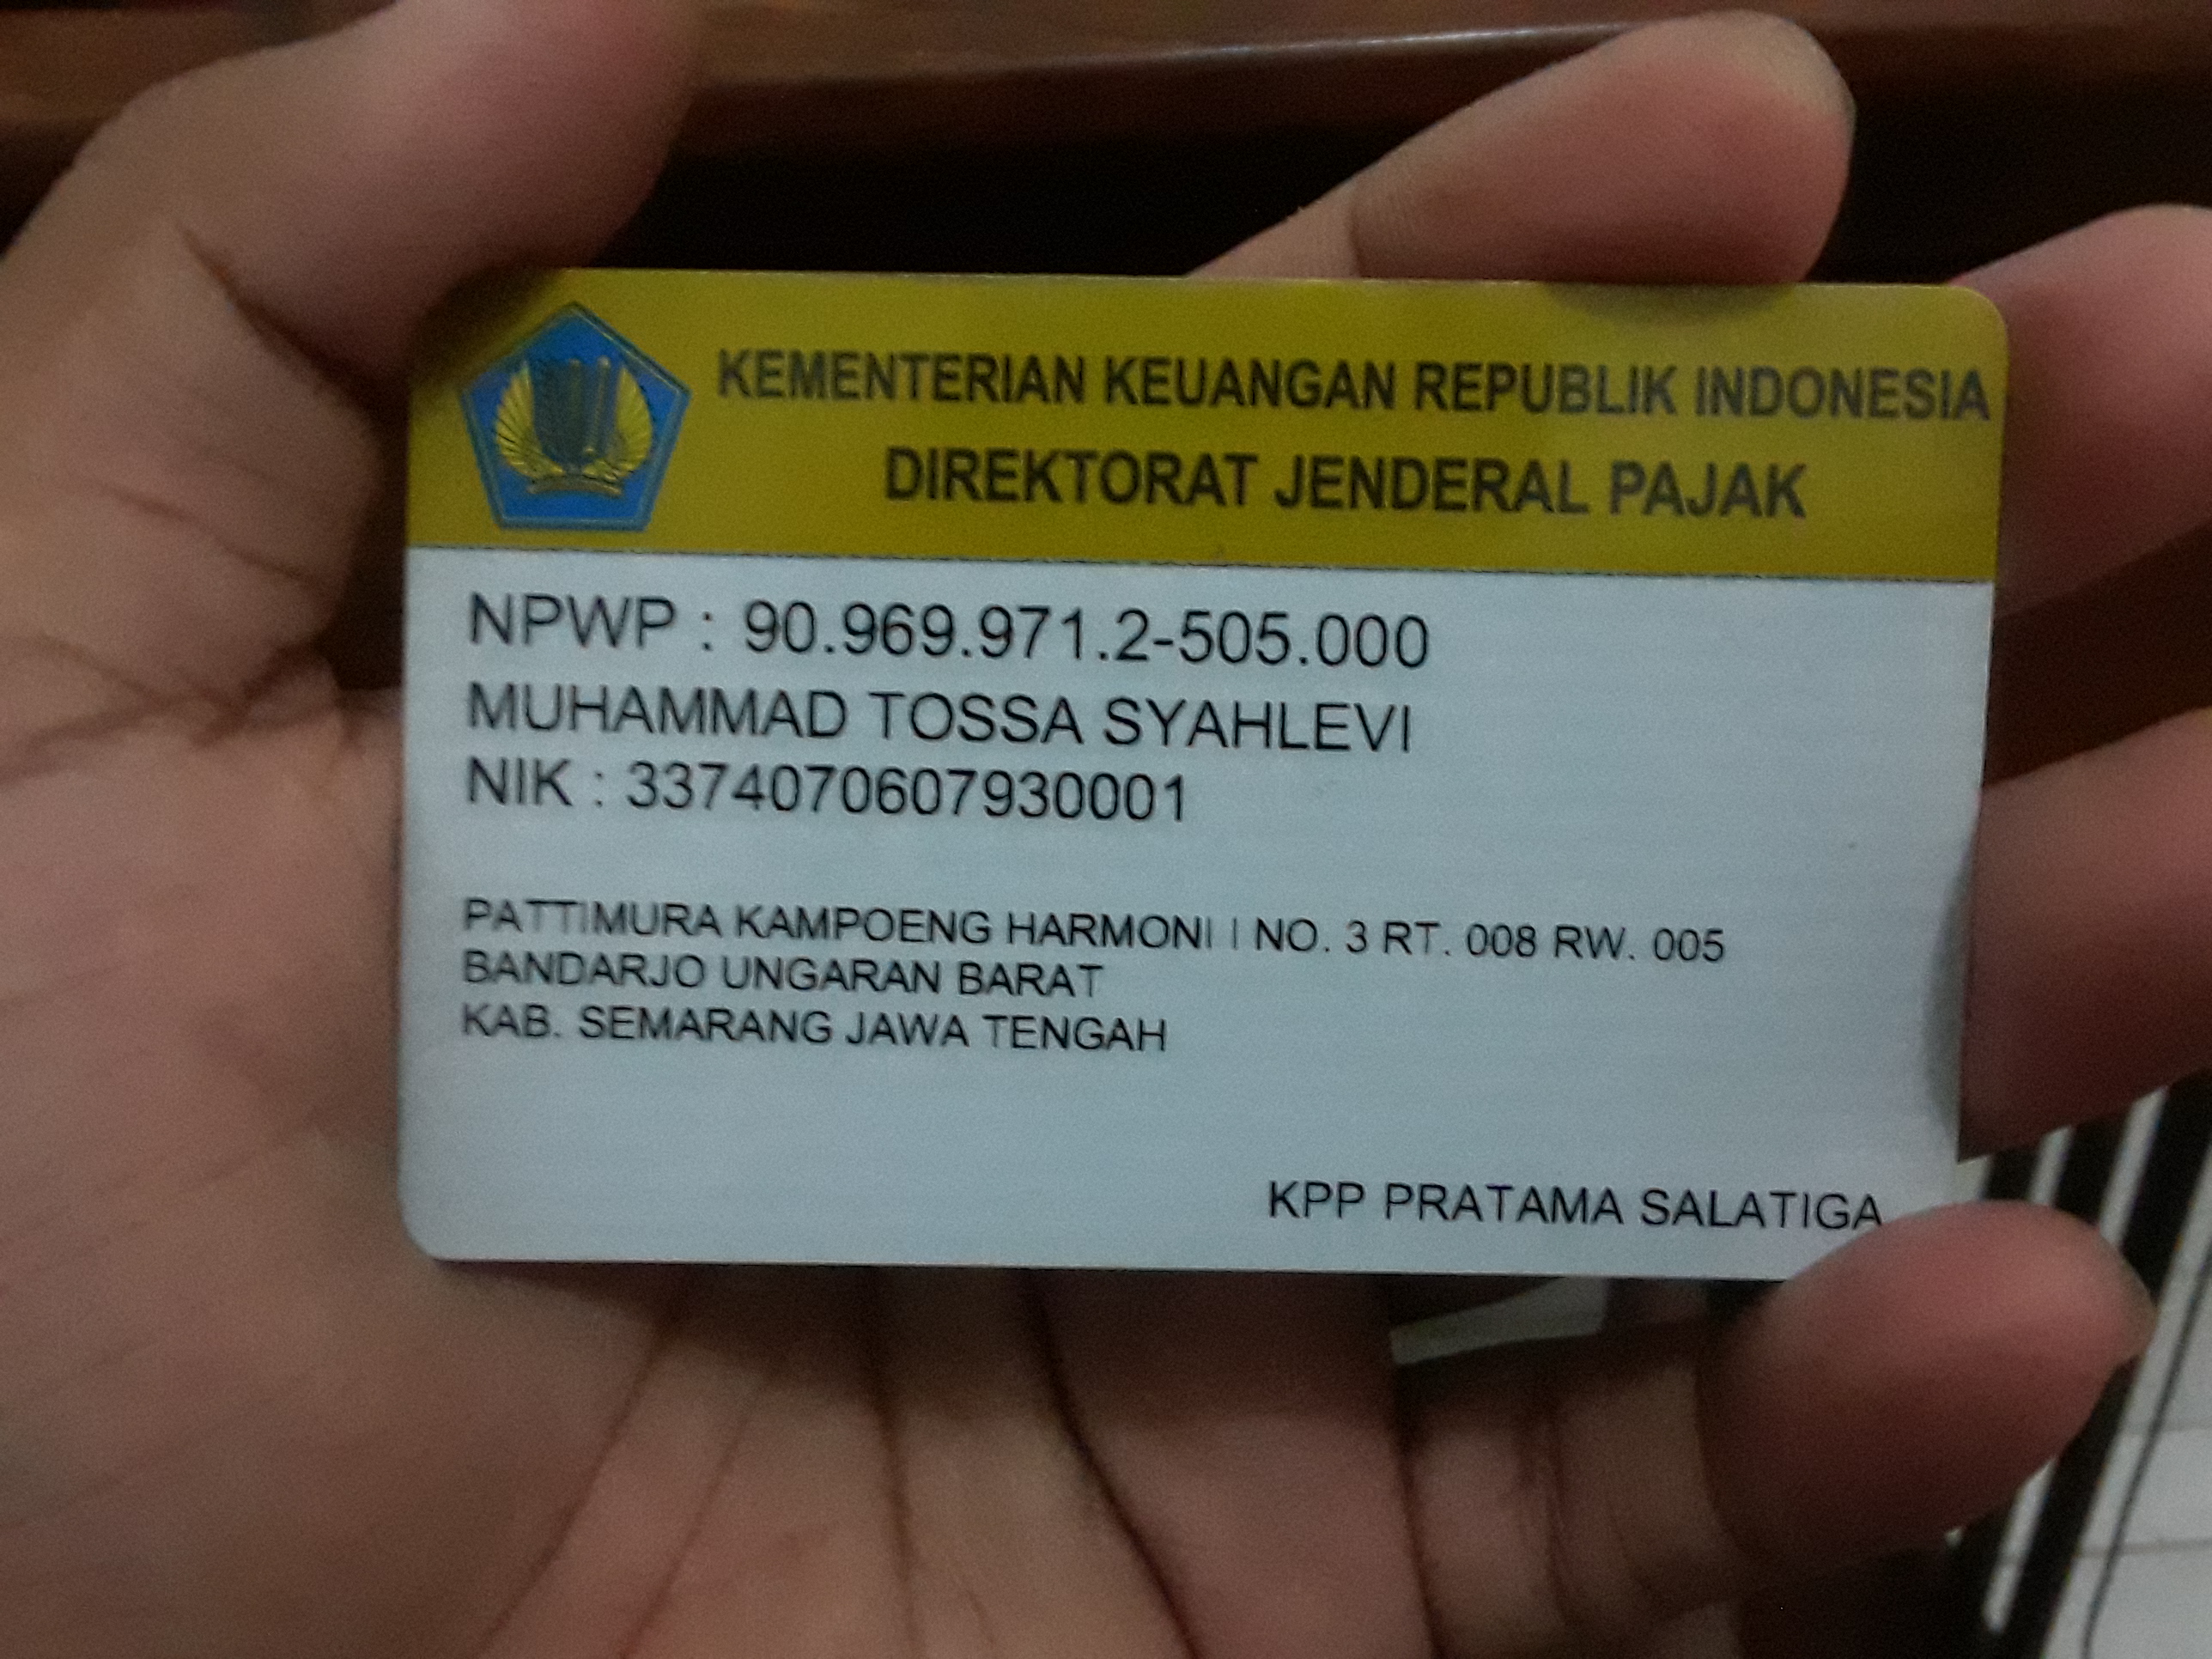 KEMENTERIAN KEUANGAN REPUBLIK INDONESIA
DIREKTORAT JENDERAL PAJAK
NPWP : 90.969.971.2-505.000
MUHAMMAD TOSSA SYAHLEVI
NIK : 3374070607930001
PATTIMURA KAMPOENG HARMONI I NO. 3 RT. 008 RW. 005
BANDARJO UNGARAN BARAT
KAB. SEMARANG JAWA TENGAH
KPP PRATAMA SALATIGA